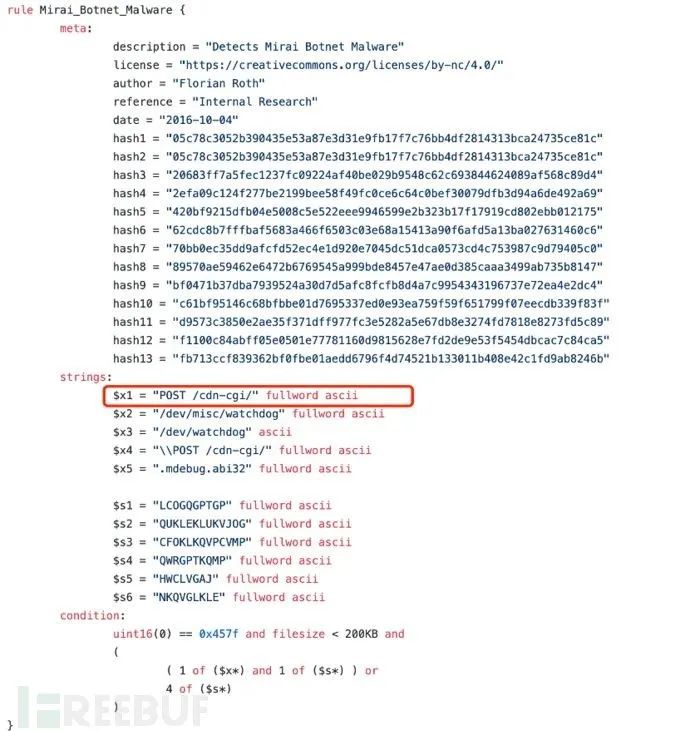 rule Mirai_Botnet_Malware {
meta:
description = "Detects Mirai Botnet Malware"
license = "https://creativecommons.org/licenses/by-nc/4.0/"
author = "Florian Roth"
reference = "Internal Research"
date = "2016-10-04"
hash1 = "05c78c3052b390435e53a87e3d31e9fb17f7c76bb4df2814313bca24735ce81c"
hash2 = "05c78c3052b390435e53a87e3d31e9fb17f7c76bb4df2814313bca24735ce81c"
hash3 = "20683ff7a5fec1237fc09224af40be029b9548c62c693844624089af568c89d4"
hash4 = "2efa09c124f277be2199bee58f49fc0ce6c64c0bef30079dfb3d94a6de492a69"
hash5 = "420bf9215dfb04e5008c5e522eee9946599e2b323b17f17919cd802ebb012175"
hash6 = "62cdc8b7fffbaf5683a466f6503c03e68a15413a90f6afd5a13ba027631460c6"
hash7 = "70bb0ec35dd9afcfd52ec4e1d920e7045dc51dca0573cd4c753987c9d79405c0"
hash8 = "89570ae59462e6472b6769545a999bde8457e47ae0d385caaa3499ab735b8147"
hash9 = "bf0471b37dba7939524a30d7d5afc8fcfb8d4a7c9954343196737e72ea4e2dc4"
hash10 = "c61bf95146c68bfbbe01d7695337ed0e93ea759f59f651799f07eecdb339f83f"
hash11 = "d9573c3850e2ae35f371dff977fc3e5282a5e67db8e3274fd7818e8273fd5c89"
hash12 = "f1100c84abff05e0501e77781160d9815628e7fd2de9e53f5454dbcac7c84ca5"
hash13 = "fb713ccf839362bf0fbe01aedd6796f4d74521b133011b408e42c1fd9ab8246b"
strings:
$x1 = "POST /cdn-cgi/" fullword ascii
$x2 = "/dev/misc/watchdog" fullword ascii
$x3 = "/dev/watchdog" ascii
$x4 = "\\POST /cdn-cgi/" fullword ascii
$x5 = ".mdebug.abi32" fullword ascii
$s1 = "LCOGQGPTGP" fullword ascii
$s2 = "QUKLEKLUKVJOG" fullword ascii
$s3 = "CFOKLKQVPCVMP" fullword ascii
$s4 = "QWRGPTKQMP" fullword ascii
$s5 = "HWCLVGAJ" fullword ascii
$s6 = "NKQVGLKLE" fullword ascii
condition:
uint16(0) == 0x457f and filesize < 200KB and
(
( 1 of ($x*) and 1 of ($s*) ) or
4 of ($s*)
)
}
FREEBUF